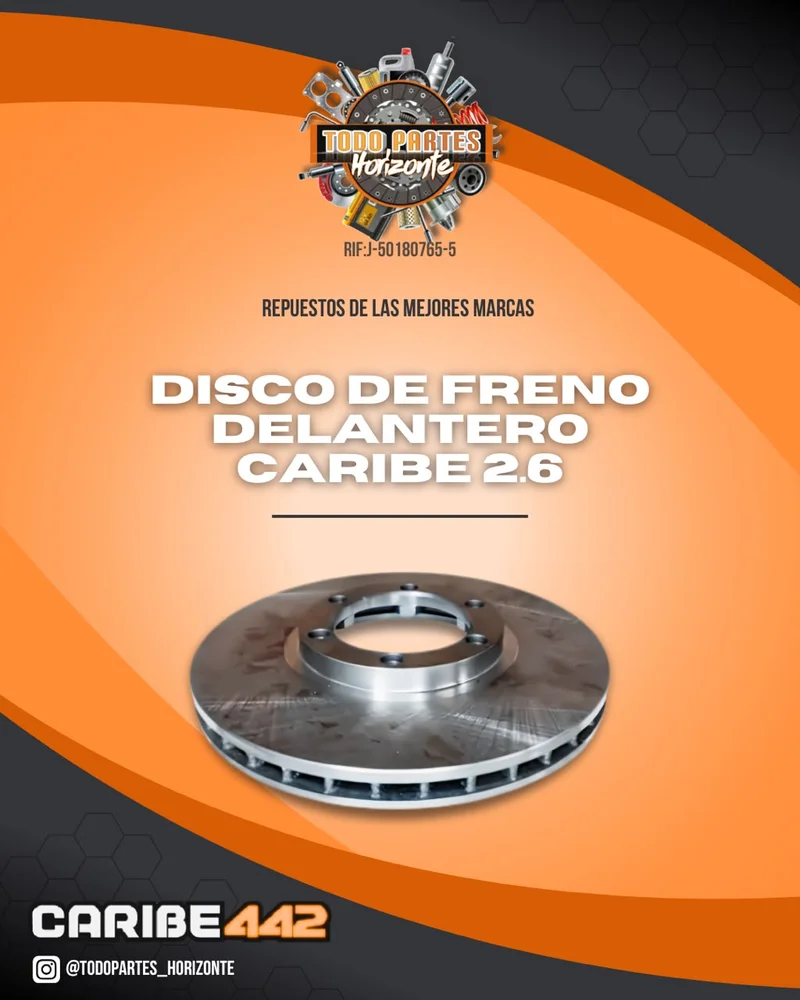 TODO PARTES
Horizonte
RIF:J-50180765-5
REPUESTOS DE LAS MEJORES MARCAS
DISCO DE FRENO
DELANTERO
CARIBE 2.6
CARIBE 442
@TODOPARTES_HORIZONTE